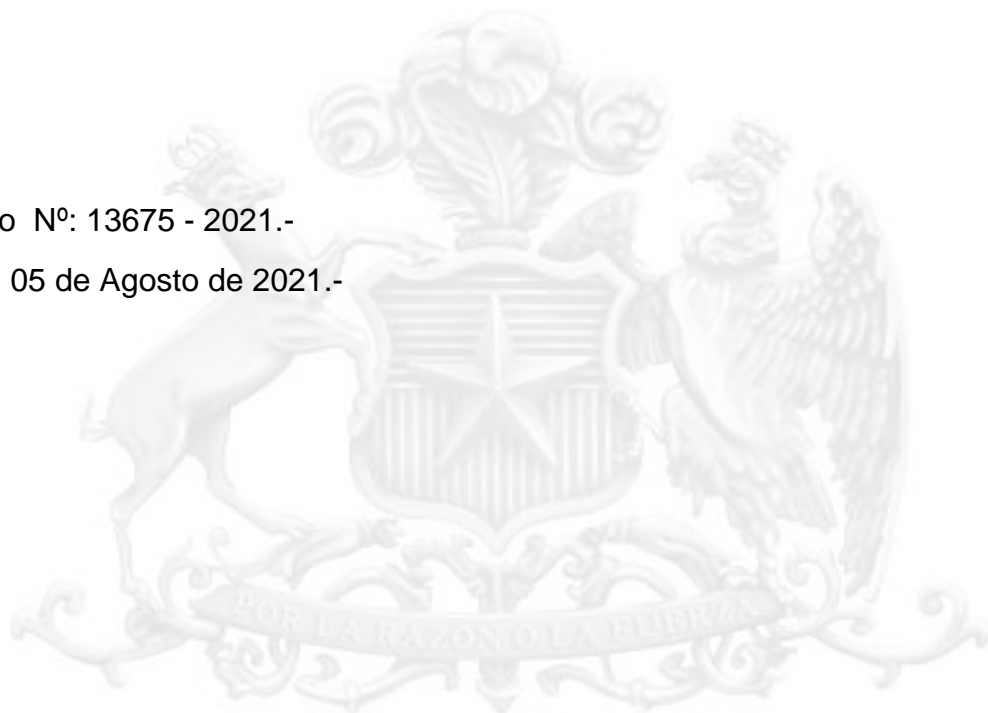 o Nº: 13675 - 2021.-
05 de Agosto de 2021.-
POR LA RAZON O LA FUERZA